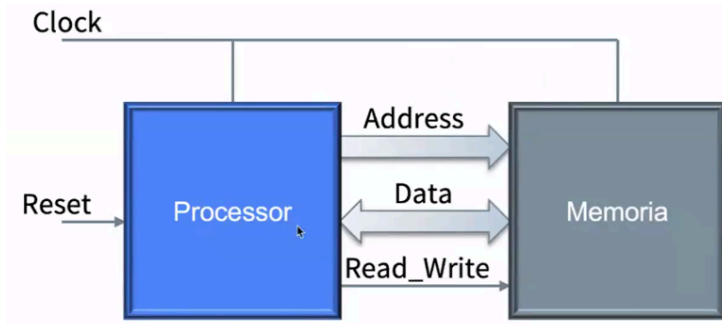 Clock
Address
Reset
Processor
Data
Memoria
Read_Write